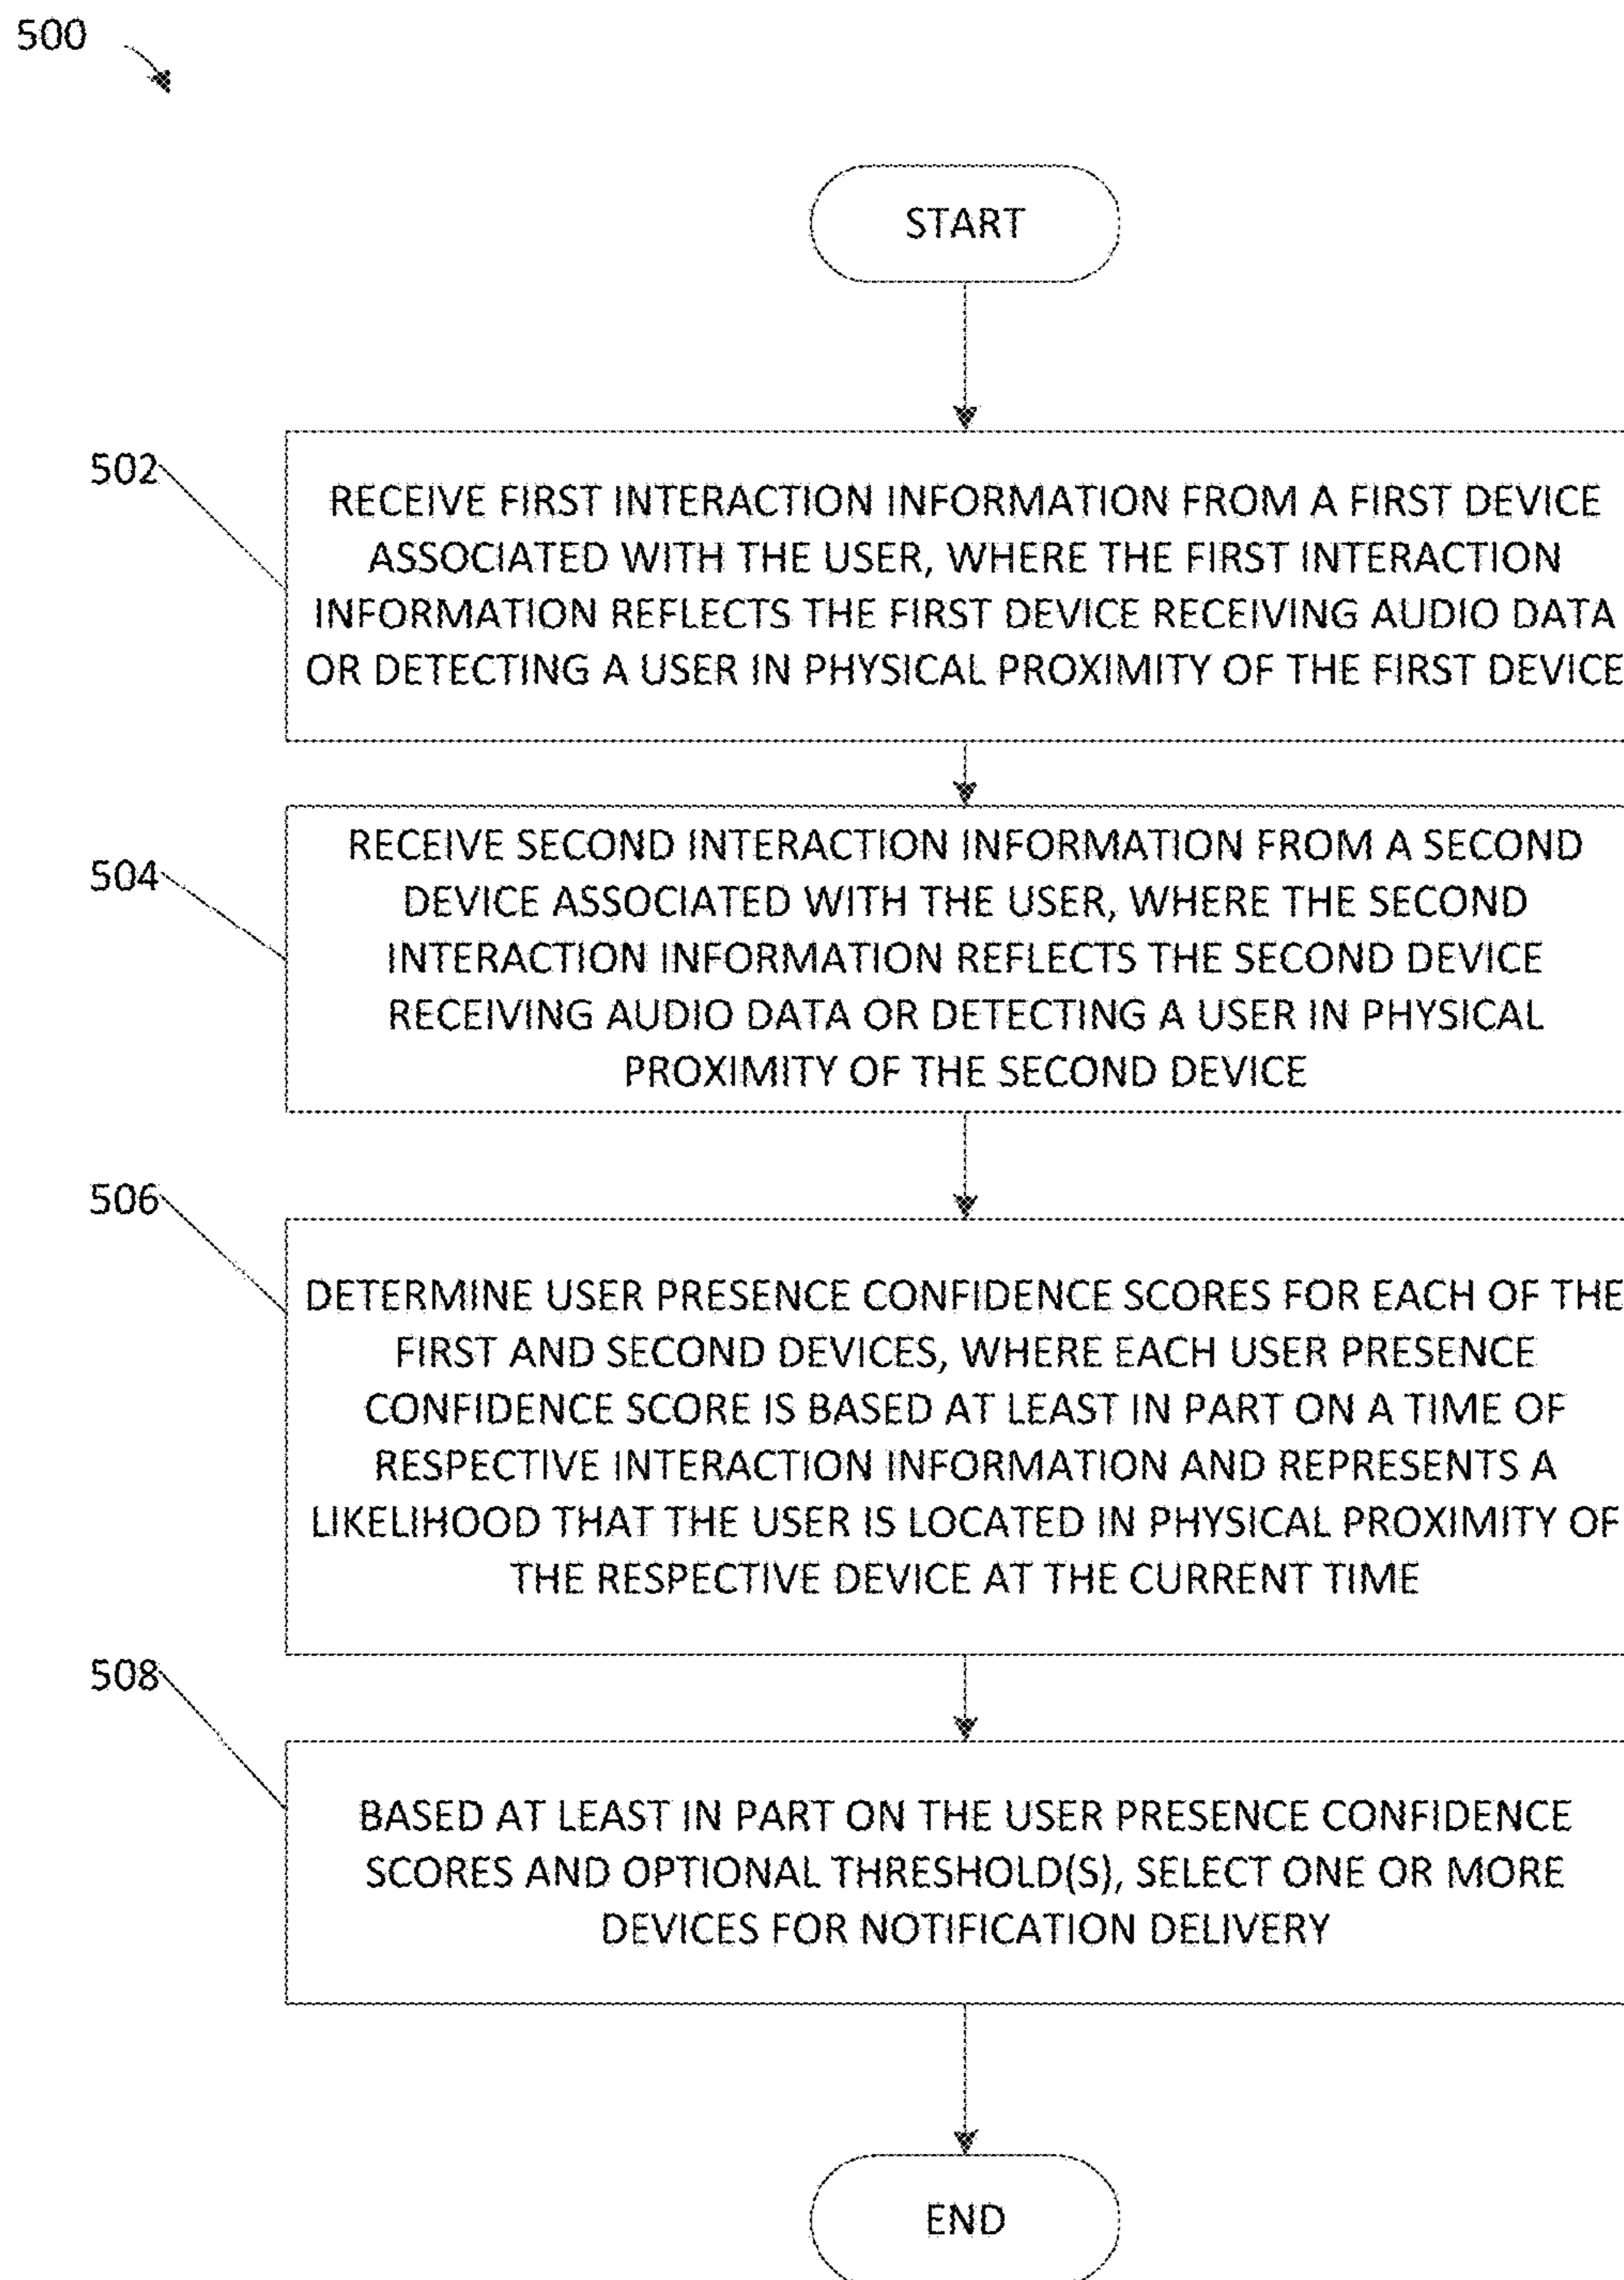 500
START
502
RECEIVE FIRST INTERACTION INFORMATION FROM A FIRST DEVICE
ASSOCIATED WITH THE USER, WHERE THE FIRST INTERACTION
INFORMATION REFLECTS THE FIRST DEVICE RECEIVING AUDIO DATA
OR DETECTING A USER IN PHYSICAL PROXIMITY OF THE FIRST DEVICE
504
RECEIVE SECOND INTERACTION INFORMATION FROM A SECOND
DEVICE ASSOCIATED WITH THE USER, WHERE THE SECOND
INTERACTION INFORMATION REFLECTS THE SECOND DEVICE
RECEIVING AUDIO DATA OR DETECTING A USER IN PHYSICAL
PROXIMITY OF THE SECOND DEVICE
506
DETERMINE USER PRESENCE CONFIDENCE SCORES FOR EACH OF THE
FIRST AND SECOND DEVICES, WHERE EACH USER PRESENCE
CONFIDENCE SCORE IS BASED AT LEAST IN PART ON A TIME OF
RESPECTIVE INTERACTION INFORMATION AND REPRESENTS A
LIKELIHOOD THAT THE USER IS LOCATED IN PHYSICAL PROXIMITY OF
THE RESPECTIVE DEVICE AT THE CURRENT TIME
508
BASED AT LEAST IN PART ON THE USER PRESENCE CONFIDENCE
SCORES AND OPTIONAL THRESHOLD(S), SELECT ONE OR MORE
DEVICES FOR NOTIFICATION DELIVERY
END